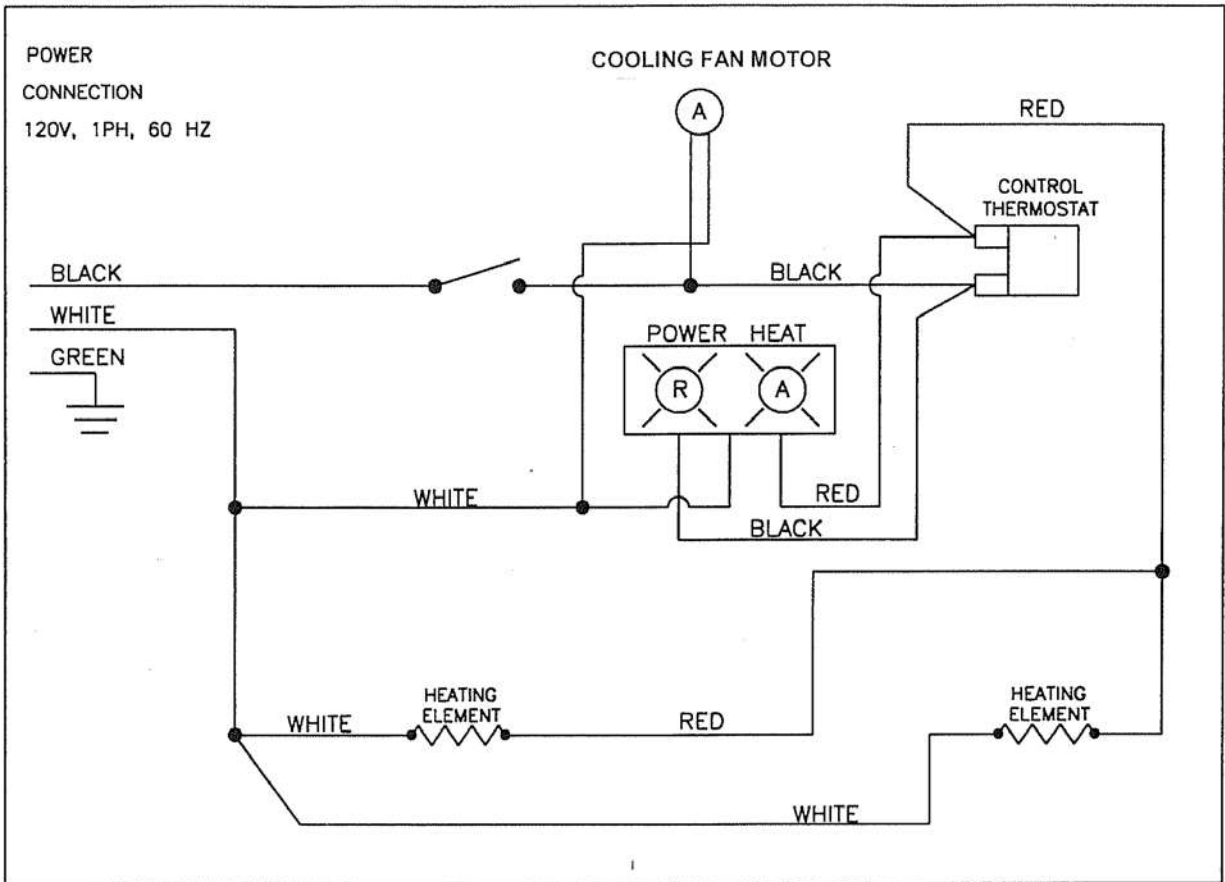 POWER
CONNECTION
120V, 1PH, 60 HZ
COOLING FAN MOTOR
A
RED
CONTROL
THERMOSTAT
BLACK
BLACK
WHITE
GREEN
POWER HEAT
R A
WHITE
RED
BLACK
HEATING
ELEMENT
WHITE
RED
HEATING
ELEMENT
WHITE